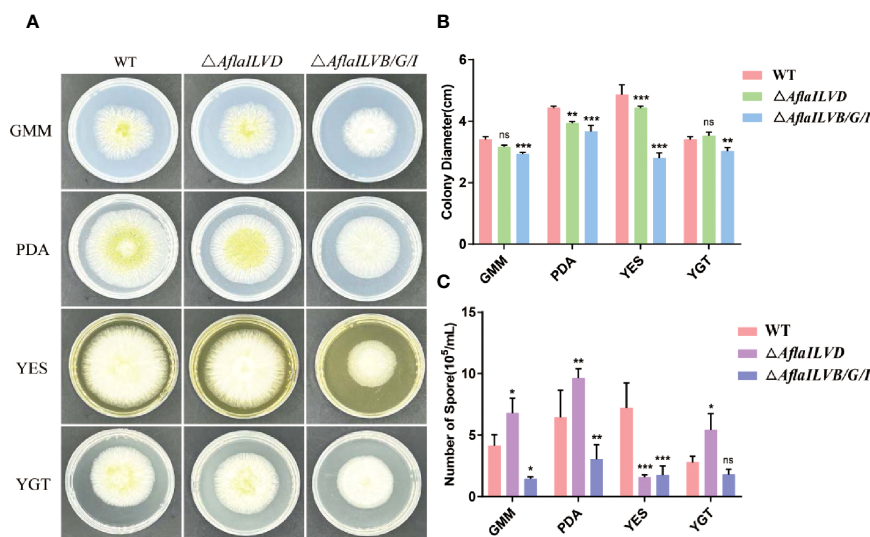 A
WT △AflaILVD △AflaILVB/G/I
GMM
PDA
YES
YGT
B
Colony Diameter(cm)
6
4
2
0
ns
***
**
***
***
***
ns
**
GMM
PDA
YES
YGT
WT
△AflaILVD
△AflaILVB/G/I
C
Number of Spore(10⁵/mL)
15
10
5
0
*
*
**
**
***
***
*
ns
GMM
PDA
YES
YGT
WT
△AflaILVD
△AflaILVB/G/I